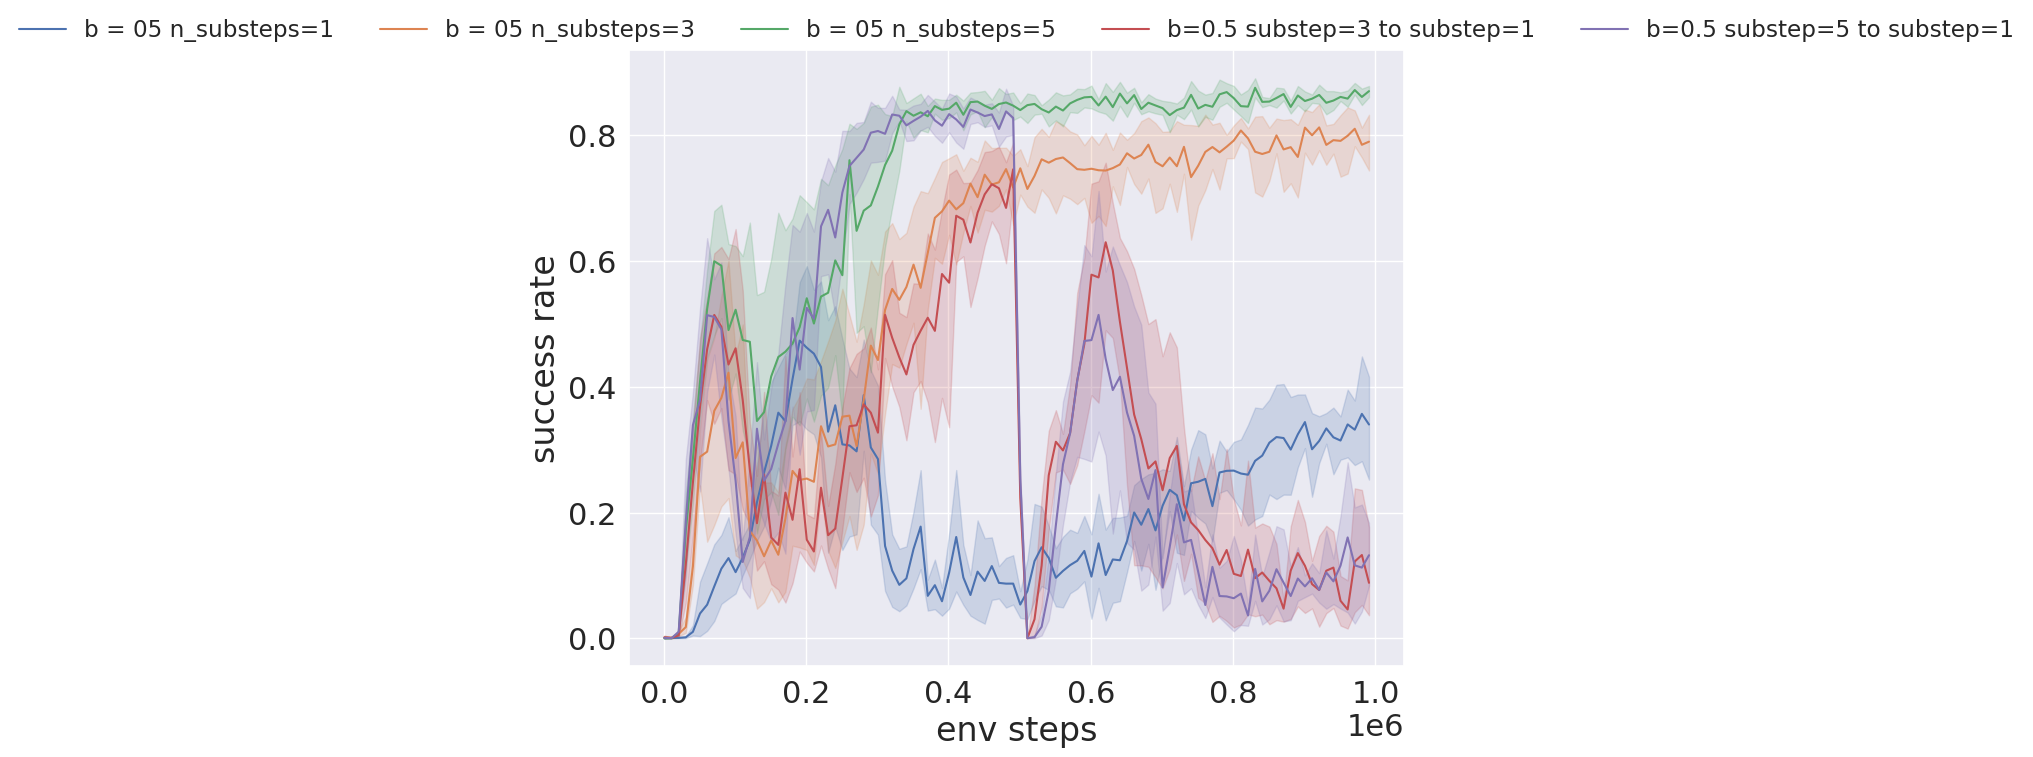 b = 05 n_substeps=1 b = 05 n_substeps=3 b = 05 n_substeps=5 b=0.5 substep=3 to substep=1 b=0.5 substep=5 to substep=1
0.8
0.6
0.4
0.2
0.0
success rate
0.0 0.2 0.4 0.6 0.8 1.0
1e6
env steps